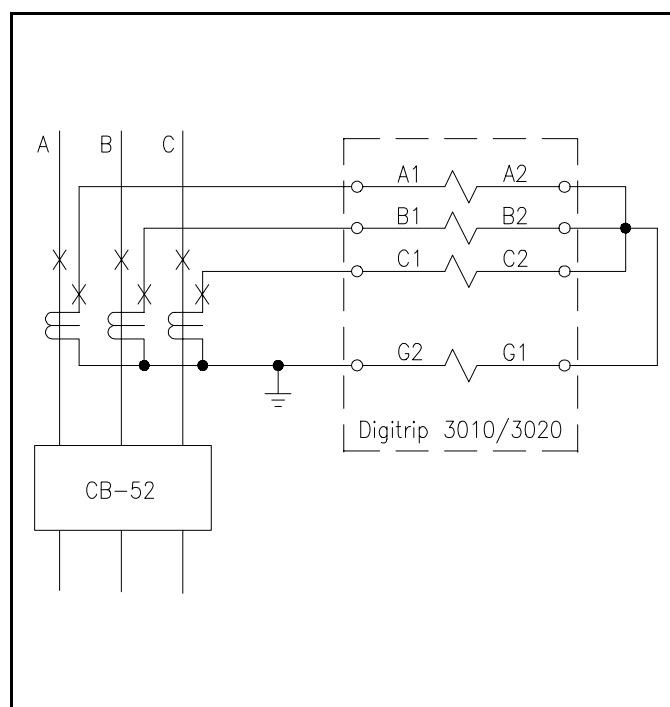 A B C
A1 A2
B1 B2
C1 C2
G2 G1
Digitrip 3010/3020
CB-52